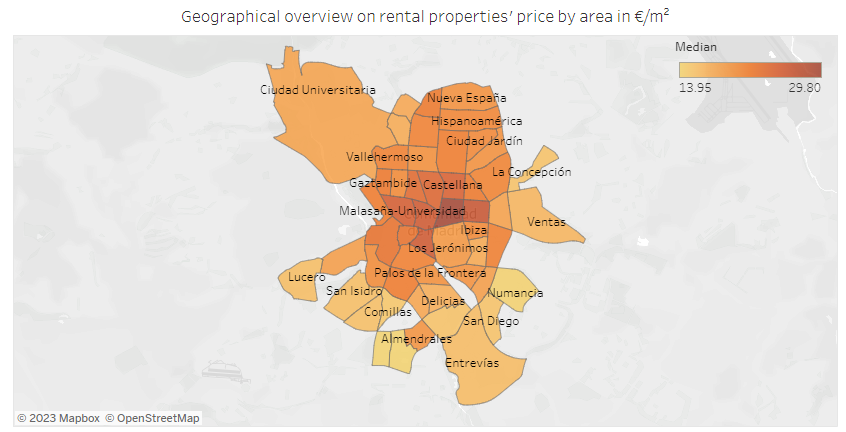 Geographical overview on rental properties' price by area in €/m²
Median
13.95 29.80
Ciudad Universitaria
Nueva España
Hispanoamérica
Ciudad Jardín
Vallehermoso
La Concepción
Gaztambide
Castellana
Malasaña-Universidad
Ventas
Ibiza
Los Jerónimos
Palos de la Frontera
Lucero
San Isidro
Numancia
Delicias
Comillas
San Diego
Almendrales
Entrevías
© 2023 Mapbox © OpenStreetMap